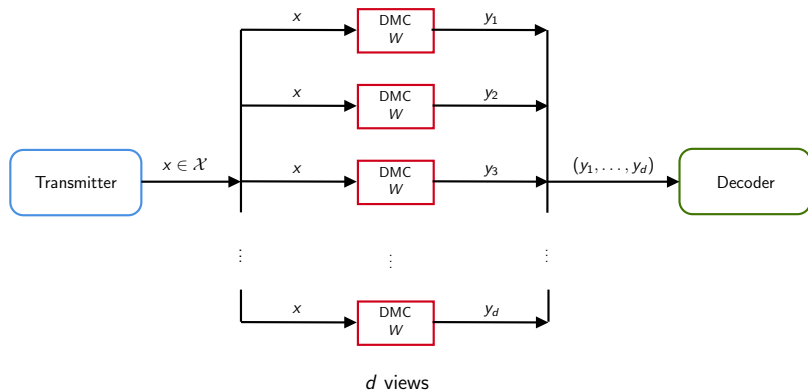 x
DMC
W
y₁
x
DMC
W
y₂
Transmitter
x ∈ 𝒳
x
DMC
W
y₃
(y₁, . . . , y_d)
Decoder
⋮
⋮
⋮
x
DMC
W
y_d
d views